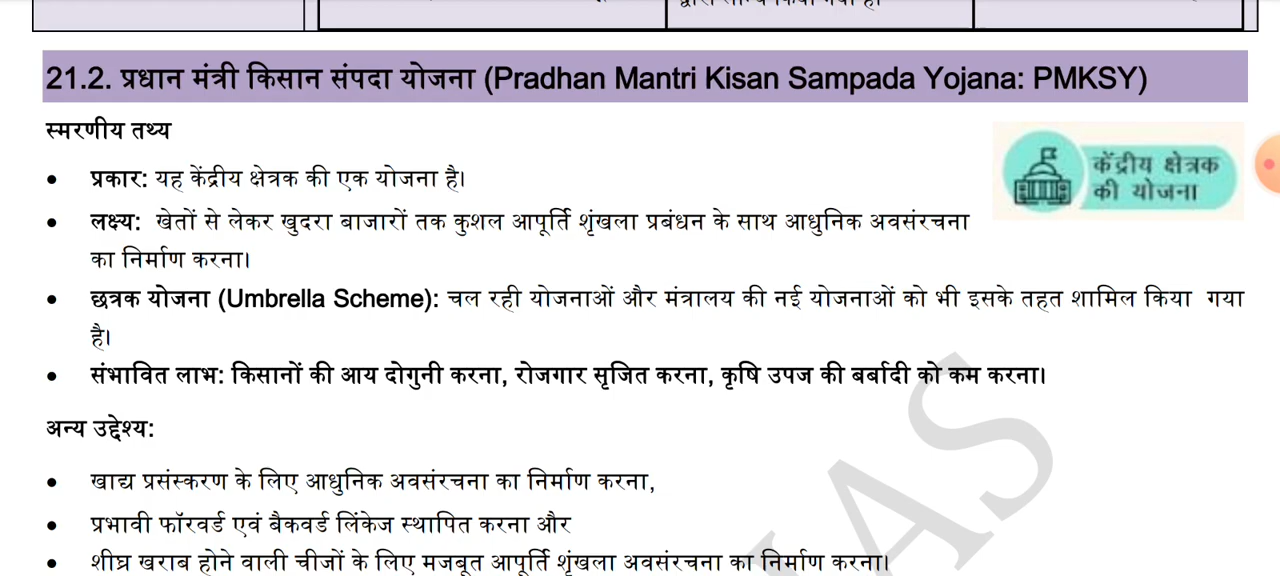 21.2. प्रधान मंत्री किसान संपदा योजना (Pradhan Mantri Kisan Sampada Yojana: PMKSY)
स्मरणीय तथ्य
केंद्रीय क्षेत्रक
की योजना
• प्रकार: यह केंद्रीय क्षेत्रक की एक योजना है।
• लक्ष्य: खेतों से लेकर खुदरा बाजारों तक कुशल आपूर्ति शृंखला प्रबंधन के साथ आधुनिक अवसंरचना
का निर्माण करना।
• छत्रक योजना (Umbrella Scheme): चल रही योजनाओं और मंत्रालय की नई योजनाओं को भी इसके तहत शामिल किया गया
है।
• संभावित लाभ: किसानों की आय दोगुनी करना, रोजगार सृजित करना, कृषि उपज की बर्बादी को कम करना।
अन्य उद्देश्य:
• खाद्य प्रसंस्करण के लिए आधुनिक अवसंरचना का निर्माण करना,
• प्रभावी फॉरवर्ड एवं बैकवर्ड लिंकेज स्थापित करना और
• शीघ्र खराब होने वाली चीजों के लिए मजबूत आपूर्ति शृंखला अवसंरचना का निर्माण करना।